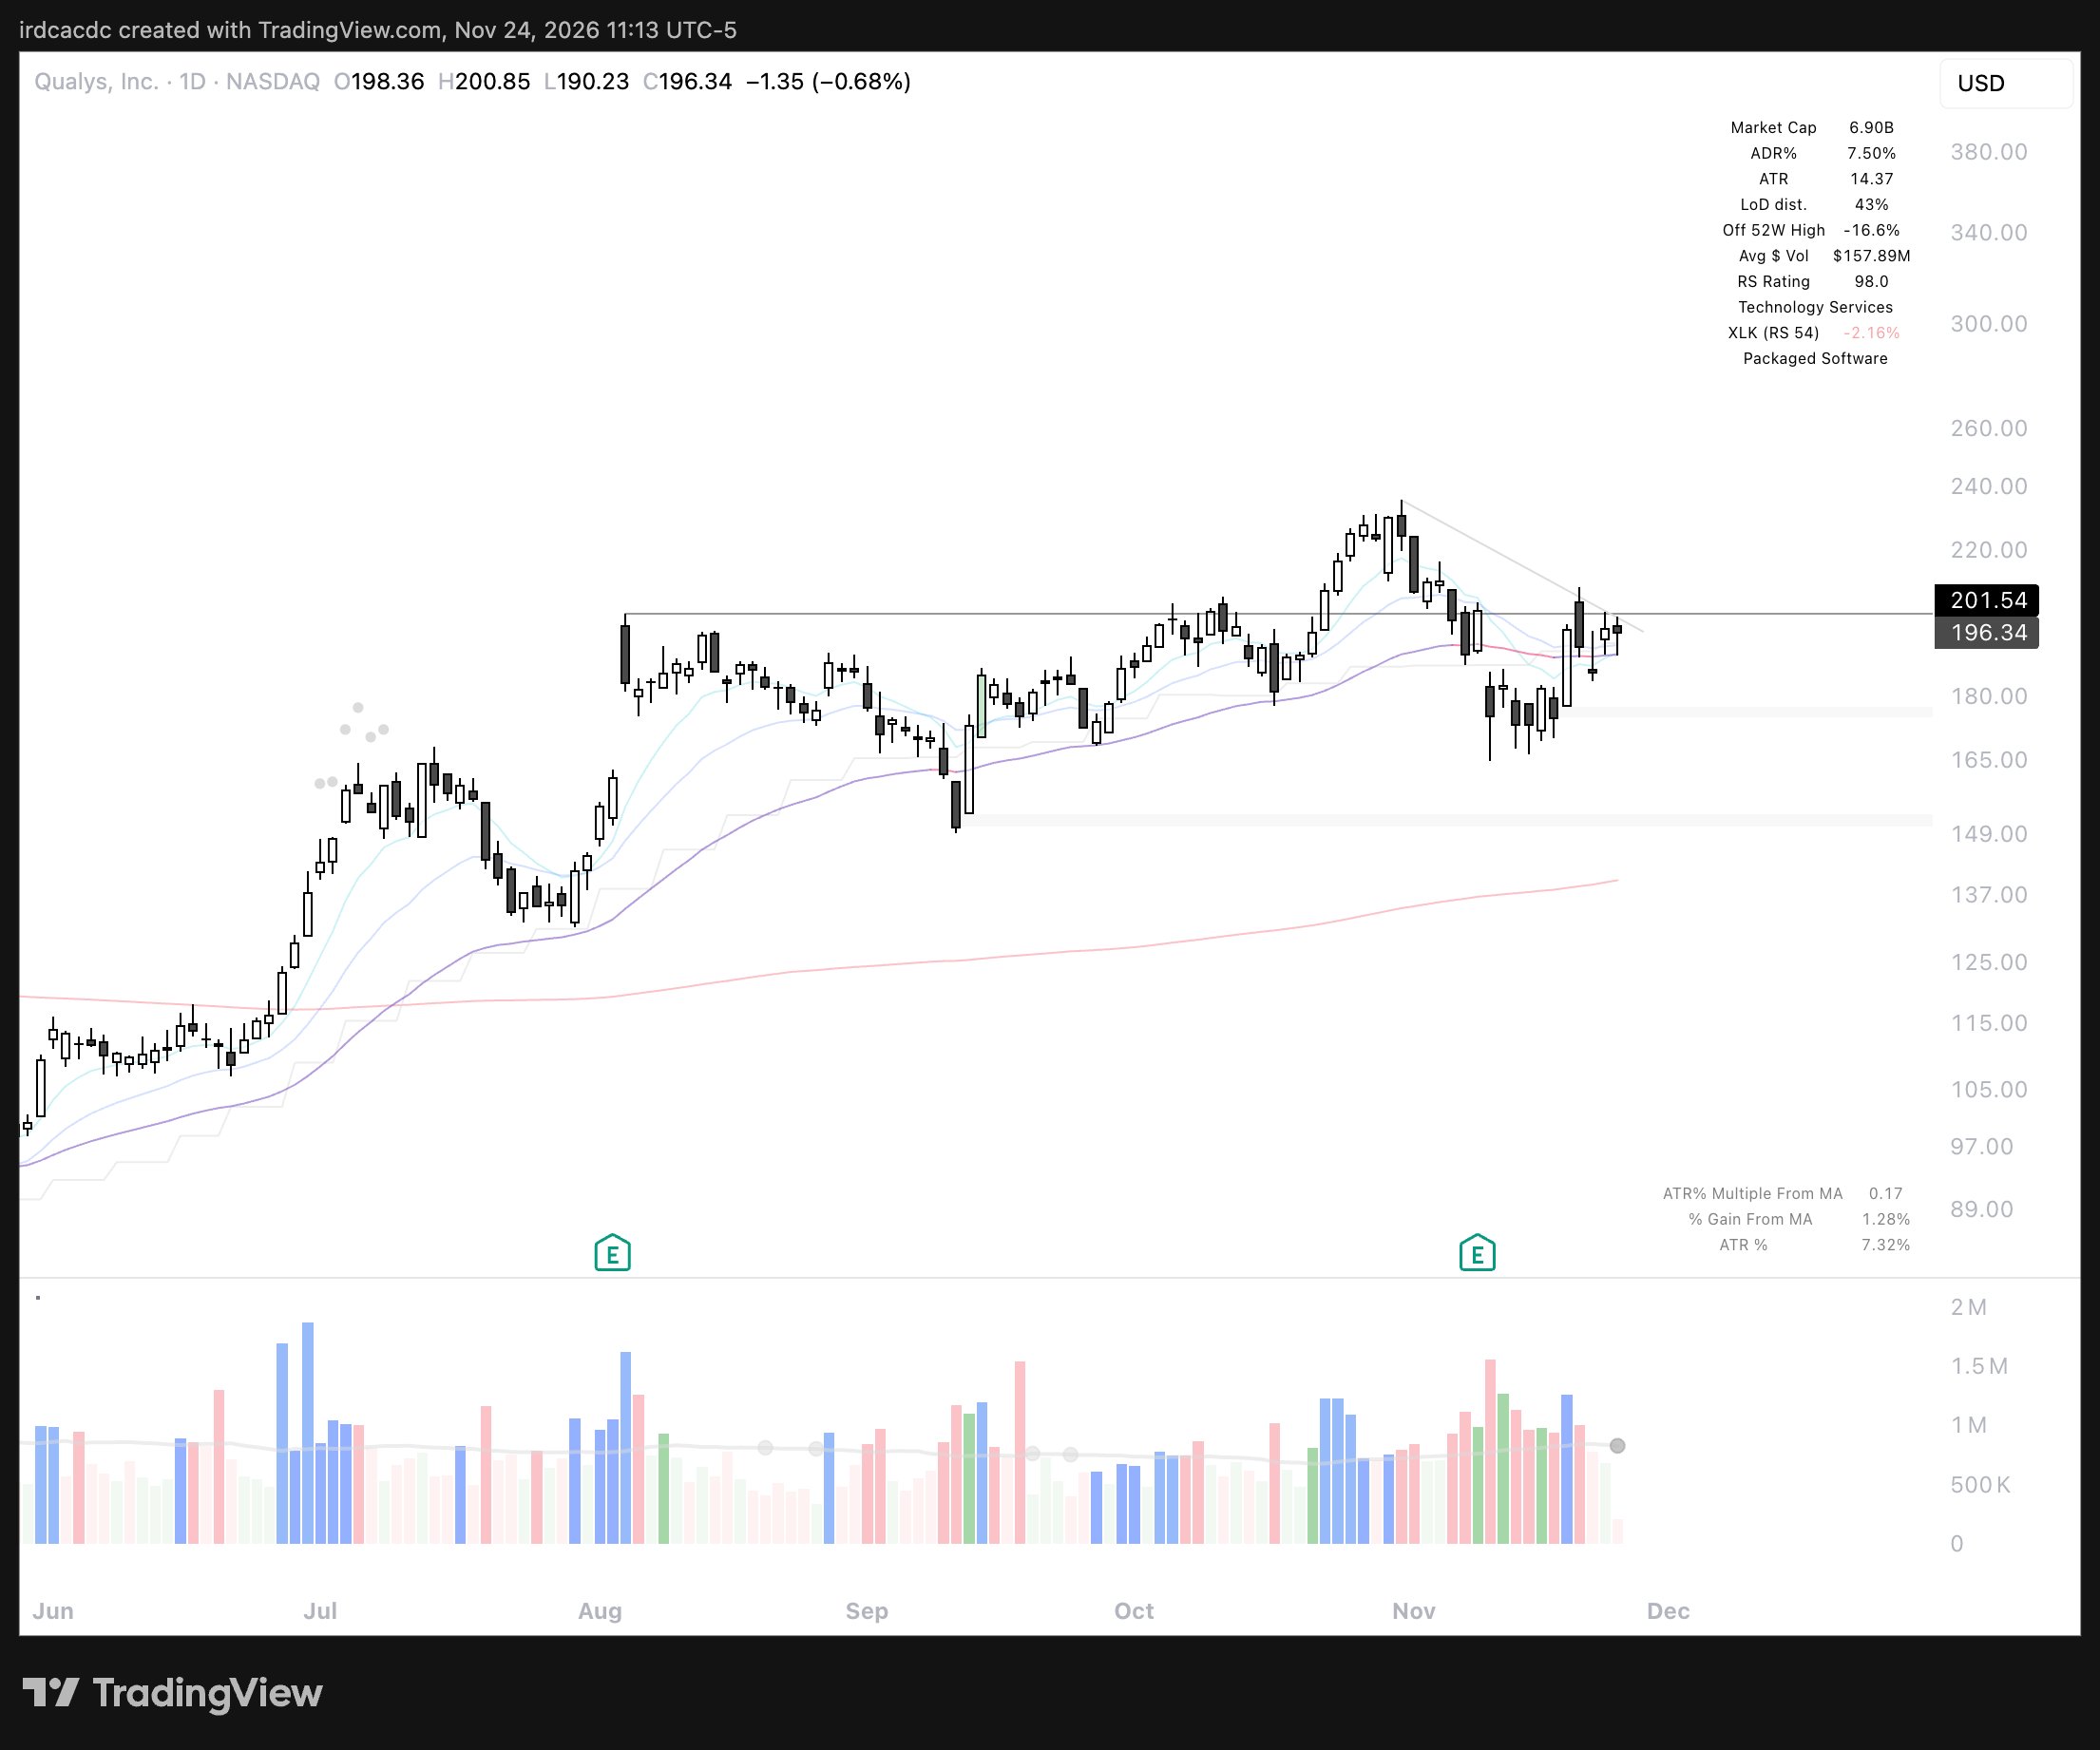 irdcacdc created with TradingView.com, Nov 24, 2026 11:13 UTC-5
Qualys, Inc. · 1D · NASDAQ O198.36 H200.85 L190.23 C196.34 −1.35 (−0.68%)
USD
Market Cap 6.90B
ADR% 7.50%
ATR 14.37
LoD dist. 43%
Off 52W High -16.6%
Avg $ Vol $157.89M
RS Rating 98.0
Technology Services
XLK (RS 54) -2.16%
Packaged Software
380.00
340.00
300.00
260.00
240.00
220.00
201.54
196.34
180.00
165.00
149.00
137.00
125.00
115.00
105.00
97.00
89.00
ATR% Multiple From MA 0.17
% Gain From MA 1.28%
ATR % 7.32%
E E
2 M
1.5 M
1 M
500 K
0
Jun Jul Aug Sep Oct Nov Dec
TradingView